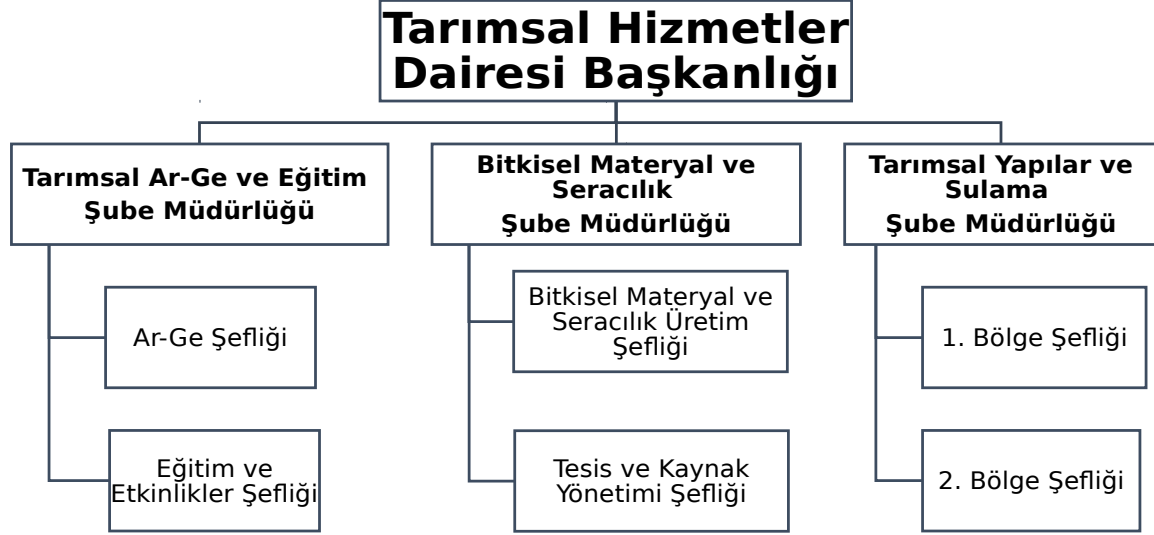 Tarımsal Hizmetler
Dairesi Başkanlığı
Tarımsal Ar-Ge ve Eğitim
Şube Müdürlüğü
Bitkisel Materyal ve
Seracılık
Şube Müdürlüğü
Tarımsal Yapılar ve
Sulama
Şube Müdürlüğü
Ar-Ge Şefliği
Bitkisel Materyal ve
Seracılık Üretim
Şefliği
1. Bölge Şefliği
Eğitim ve
Etkinlikler Şefliği
Tesis ve Kaynak
Yönetimi Şefliği
2. Bölge Şefliği